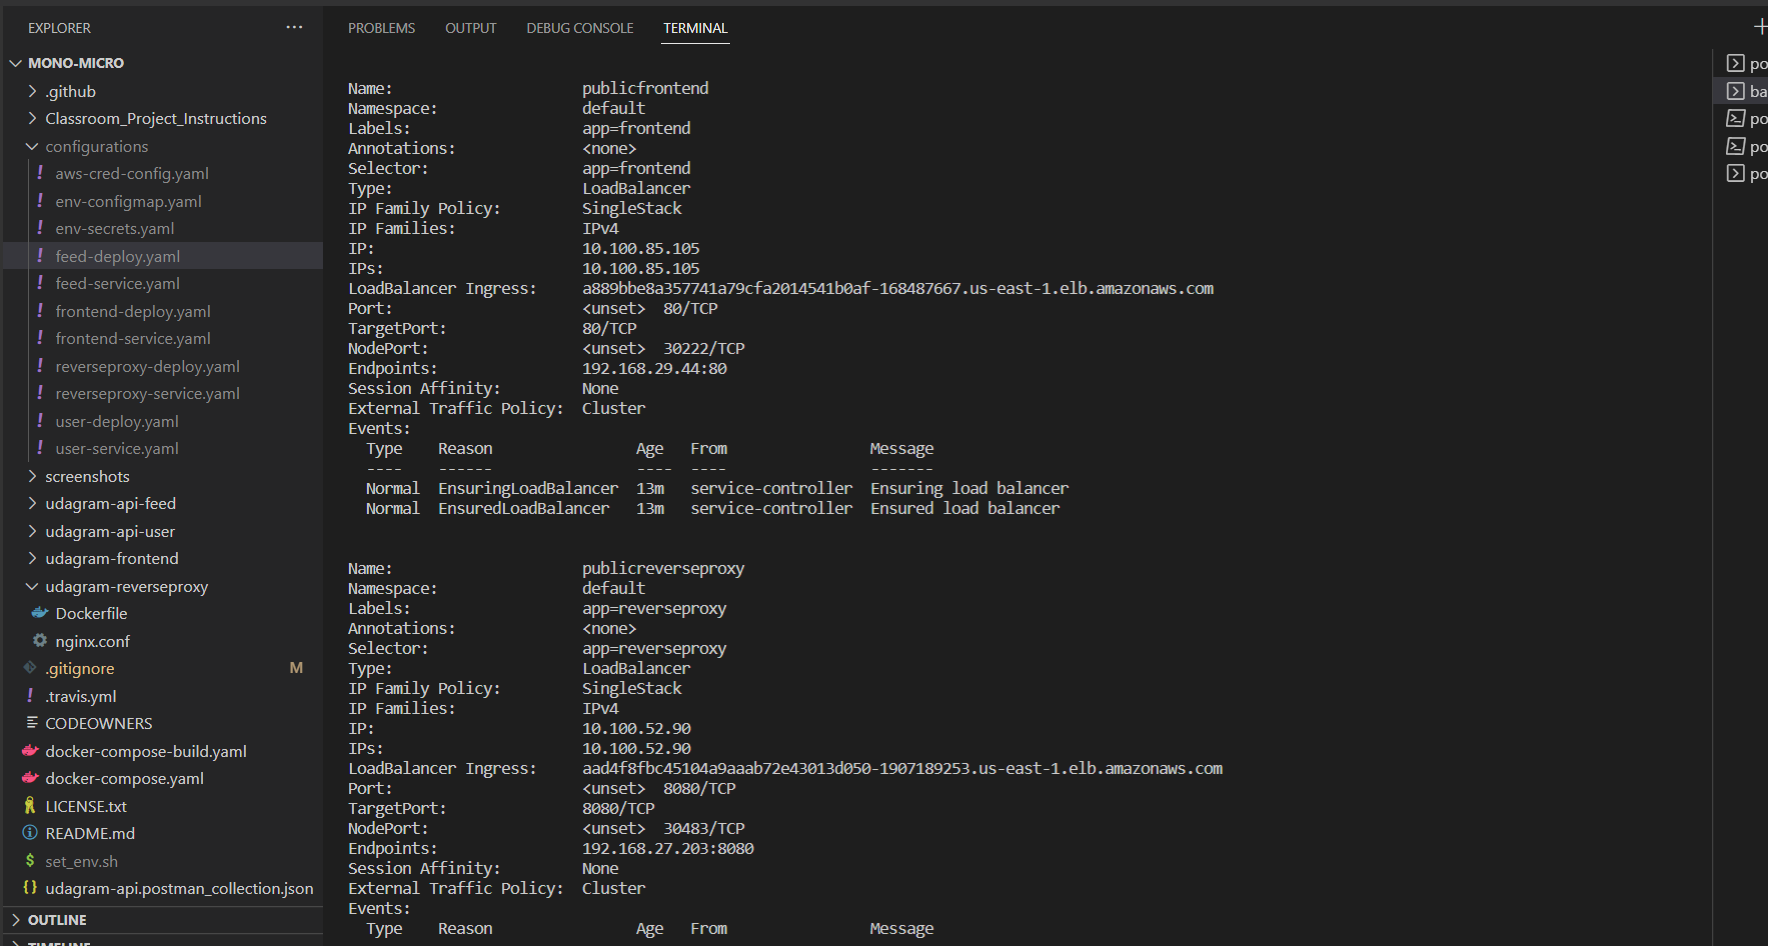 EXPLORER
MONO-MICRO
.github
Classroom_Project_Instructions
configurations
! aws-cred-config.yaml
! env-configmap.yaml
! env-secrets.yaml
! feed-deploy.yaml
! feed-service.yaml
! frontend-deploy.yaml
! frontend-service.yaml
! reverseproxy-deploy.yaml
! reverseproxy-service.yaml
! user-deploy.yaml
! user-service.yaml
screenshots
udagram-api-feed
udagram-api-user
udagram-frontend
udagram-reverseproxy
Dockerfile
nginx.conf
.gitignore M
! .travis.yml
CODEOWNERS
docker-compose-build.yaml
docker-compose.yaml
LICENSE.txt
README.md
$ set_env.sh
{} udagram-api.postman_collection.json
OUTLINE
TIMELINE
PROBLEMS OUTPUT DEBUG CONSOLE TERMINAL
Name: publicfrontend
Namespace: default
Labels: app=frontend
Annotations: <none>
Selector: app=frontend
Type: LoadBalancer
IP Family Policy: SingleStack
IP Families: IPv4
IP: 10.100.85.105
IPs: 10.100.85.105
LoadBalancer Ingress: a889bbe8a357741a79cfa2014541b0af-168487667.us-east-1.elb.amazonaws.com
Port: <unset> 80/TCP
TargetPort: 80/TCP
NodePort: <unset> 30222/TCP
Endpoints: 192.168.29.44:80
Session Affinity: None
External Traffic Policy: Cluster
Events:
Type Reason Age From Message
---- ------ ---- ---- -------
Normal EnsuringLoadBalancer 13m service-controller Ensuring load balancer
Normal EnsuredLoadBalancer 13m service-controller Ensured load balancer
Name: publicreverseproxy
Namespace: default
Labels: app=reverseproxy
Annotations: <none>
Selector: app=reverseproxy
Type: LoadBalancer
IP Family Policy: SingleStack
IP Families: IPv4
IP: 10.100.52.90
IPs: 10.100.52.90
LoadBalancer Ingress: aad4f8fbc45104a9aaab72e43013d050-1907189253.us-east-1.elb.amazonaws.com
Port: <unset> 8080/TCP
TargetPort: 8080/TCP
NodePort: <unset> 30483/TCP
Endpoints: 192.168.27.203:8080
Session Affinity: None
External Traffic Policy: Cluster
Events:
Type Reason Age From Message
po
ba
po
po
po